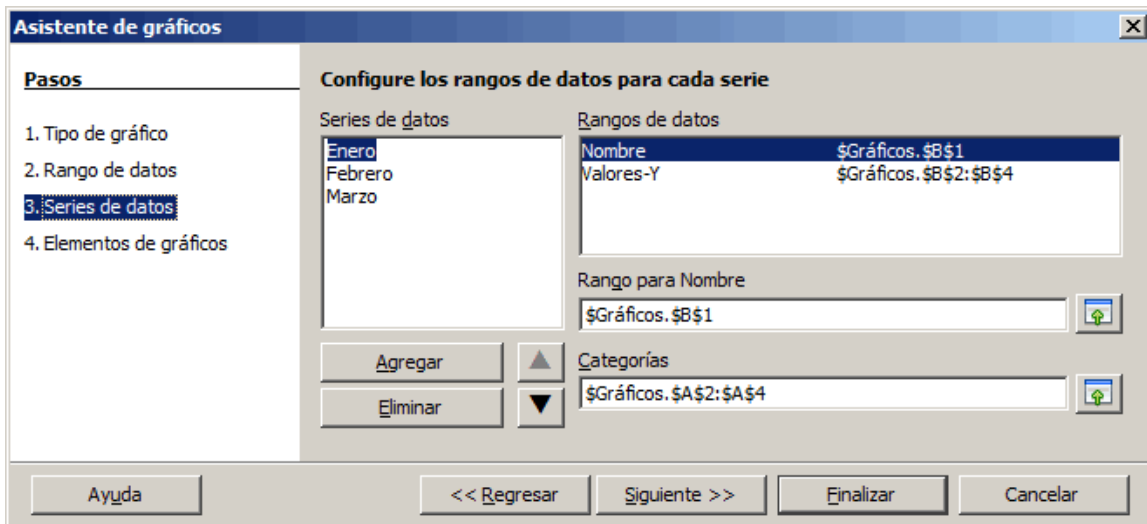 Asistente de gráficos
Pasos
1. Tipo de gráfico
2. Rango de datos
3. Series de datos
4. Elementos de gráficos
Configure los rangos de datos para cada serie
Series de datos
Enero
Febrero
Marzo
Agregar
Eliminar
Rangos de datos
Nombre $Gráficos.$B$1
Valores-Y $Gráficos.$B$2:$B$4
Rango para Nombre
$Gráficos.$B$1
Categorías
$Gráficos.$A$2:$A$4
Ayuda << Regresar Siguiente >> Finalizar Cancelar